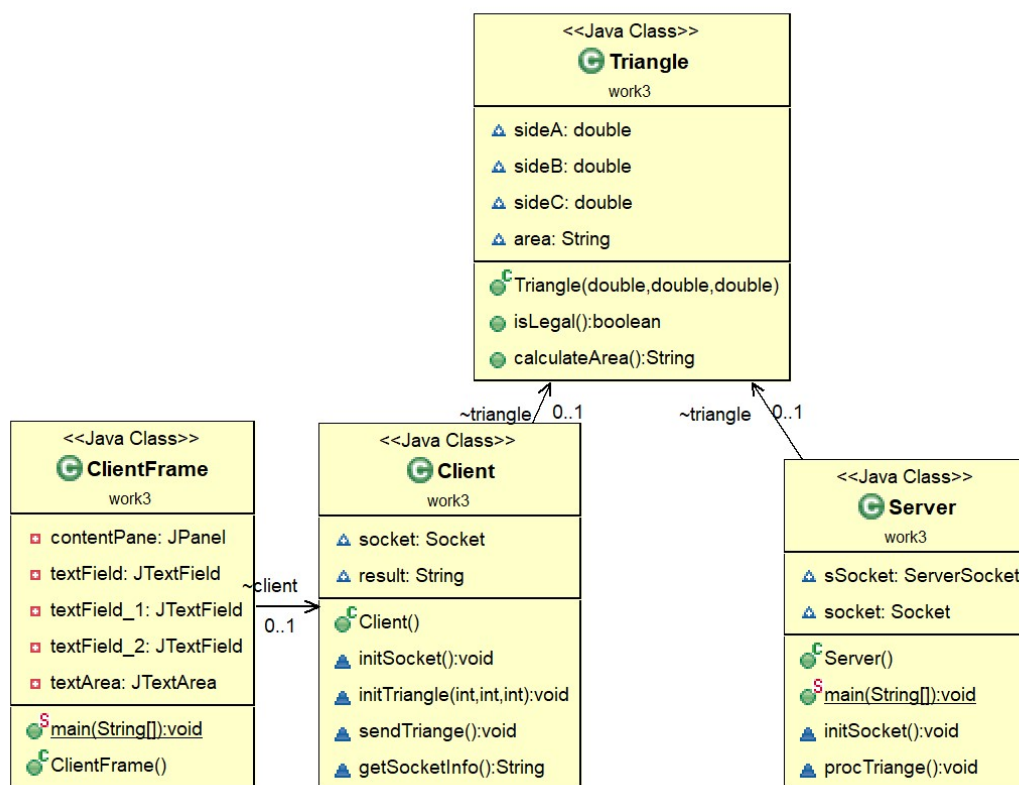 <<Java Class>>
C Triangle
work3
sideA: double
sideB: double
sideC: double
area: String
C Triangle(double,double,double)
isLegal():boolean
calculateArea():String
~triangle 0..1
~triangle 0..1
<<Java Class>>
C ClientFrame
work3
contentPane: JPanel
textField: JTextField
textField_1: JTextField
textField_2: JTextField
textArea: JTextArea
S main(String[]):void
C ClientFrame()
~client
0..1
<<Java Class>>
C Client
work3
socket: Socket
result: String
C Client()
initSocket():void
initTriangle(int,int,int):void
sendTriange():void
getSocketInfo():String
<<Java Class>>
C Server
work3
sSocket: ServerSocket
socket: Socket
C Server()
S main(String[]):void
initSocket():void
procTriange():void